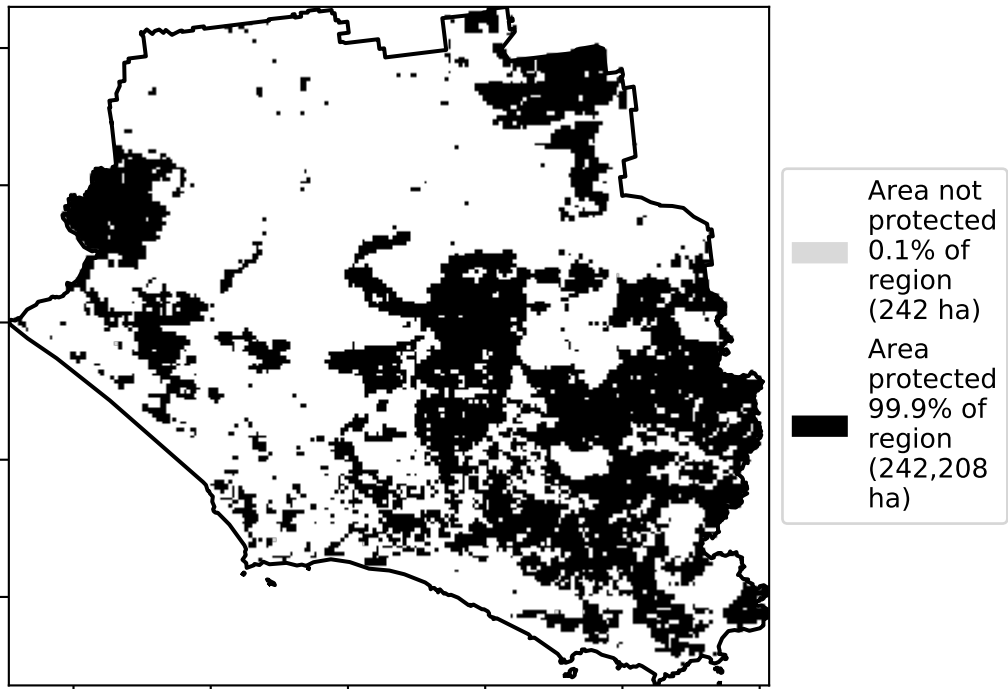 Area not
protected
0.1% of
region
(242 ha)
Area
protected
99.9% of
region
(242,208
ha)